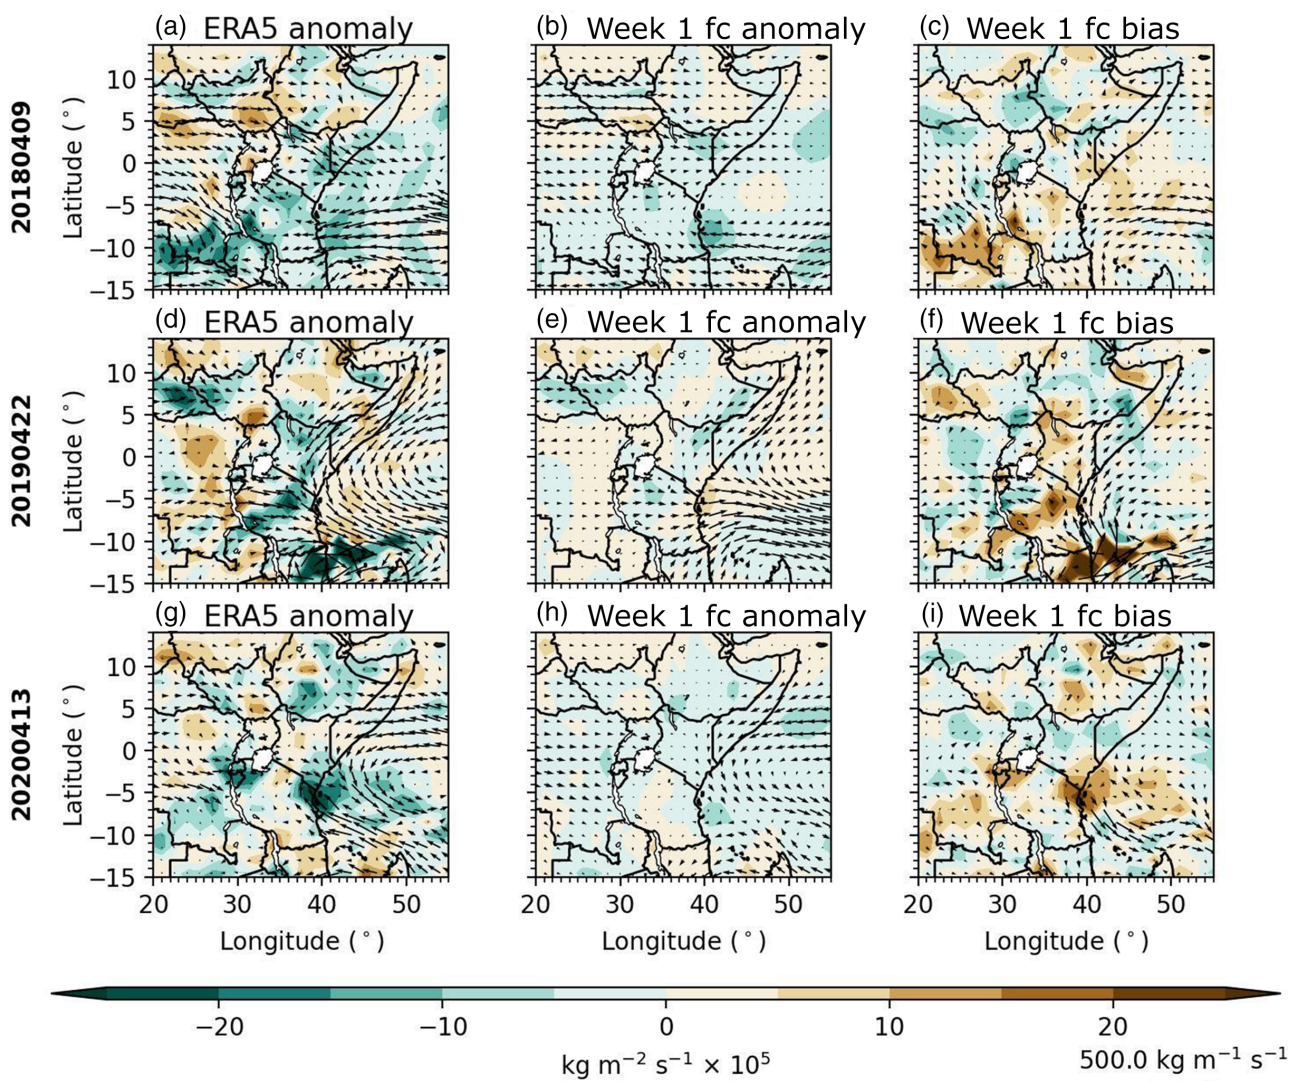 (a) ERA5 anomaly
(b) Week 1 fc anomaly
(c) Week 1 fc bias
20180409
Latitude (°)
10
5
0
−5
−10
−15
(d) ERA5 anomaly
(e) Week 1 fc anomaly
(f) Week 1 fc bias
20190422
Latitude (°)
10
5
0
−5
−10
−15
(g) ERA5 anomaly
(h) Week 1 fc anomaly
(i) Week 1 fc bias
20200413
Latitude (°)
10
5
0
−5
−10
−15
20 30 40 50
20 30 40 50
20 30 40 50
Longitude (°)
Longitude (°)
Longitude (°)
−20 −10 0 10 20
kg m⁻² s⁻¹ × 10⁵
500.0 kg m⁻¹ s⁻¹